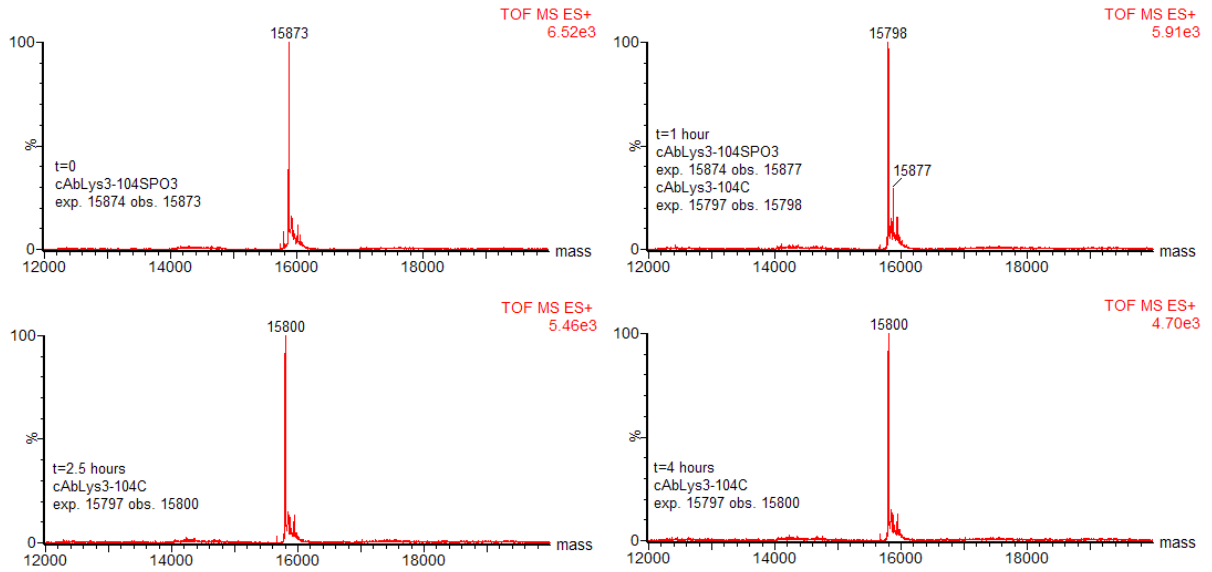 TOF MS ES+
6.52e3
15873
100
%
t=0
cAbLys3-104SPO3
exp. 15874 obs. 15873
0
mass
12000 14000 16000 18000
TOF MS ES+
5.91e3
15798
100
%
t=1 hour
cAbLys3-104SPO3
exp. 15874 obs. 15877
cAbLys3-104C
exp. 15797 obs. 15798
15877
0
mass
12000 14000 16000 18000
TOF MS ES+
5.46e3
15800
100
%
t=2.5 hours
cAbLys3-104C
exp. 15797 obs. 15800
0
mass
12000 14000 16000 18000
TOF MS ES+
4.70e3
15800
100
%
t=4 hours
cAbLys3-104C
exp. 15797 obs. 15800
0
mass
12000 14000 16000 18000